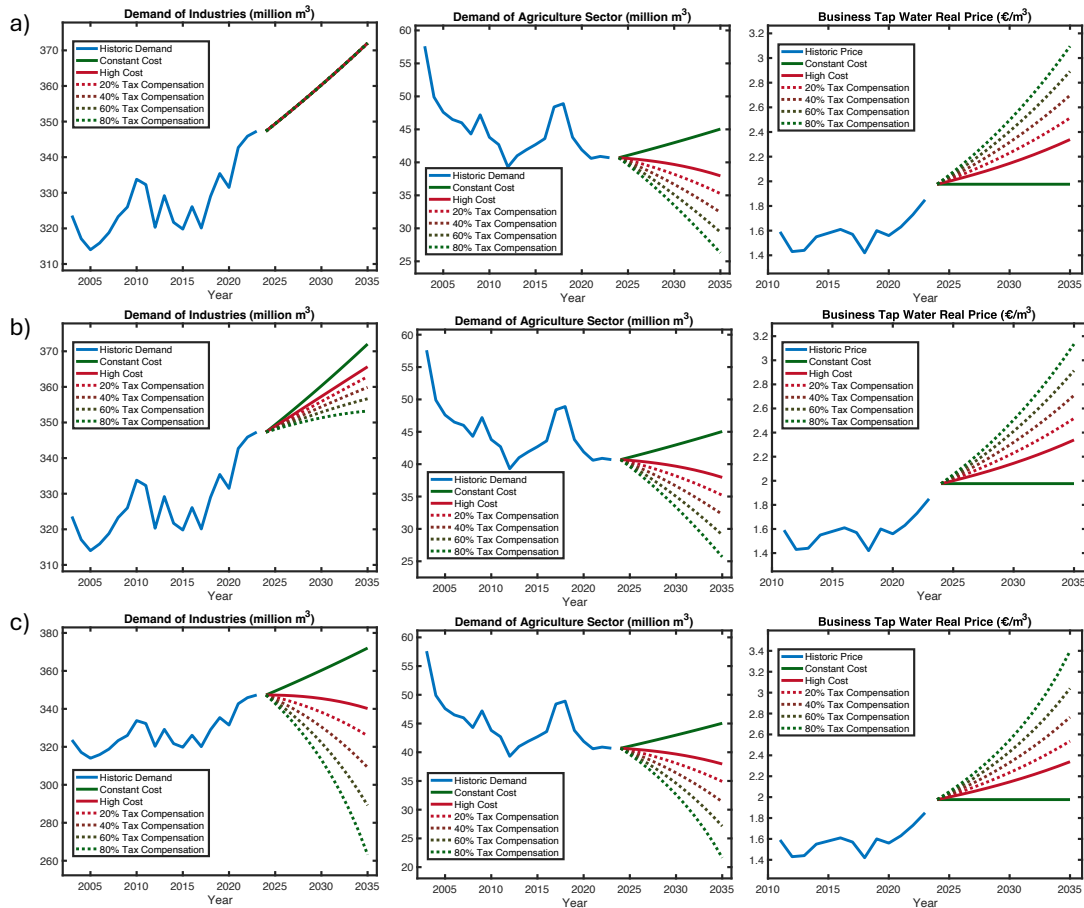 a)
Demand of Industries (million m³)
370
360
350
340
330
320
310
Historic Demand
Constant Cost
High Cost
20% Tax Compensation
40% Tax Compensation
60% Tax Compensation
80% Tax Compensation
2005 2010 2015 2020 2025 2030 2035
Year
Demand of Agriculture Sector (million m³)
60
55
50
45
40
35
30
25
Historic Demand
Constant Cost
High Cost
20% Tax Compensation
40% Tax Compensation
60% Tax Compensation
80% Tax Compensation
2005 2010 2015 2020 2025 2030 2035
Year
Business Tap Water Real Price (€/m³)
3.2
3
2.8
2.6
2.4
2.2
2
1.8
1.6
1.4
Historic Price
Constant Cost
High Cost
20% Tax Compensation
40% Tax Compensation
60% Tax Compensation
80% Tax Compensation
2010 2015 2020 2025 2030 2035
Year
b)
Demand of Industries (million m³)
370
360
350
340
330
320
310
Historic Demand
Constant Cost
High Cost
20% Tax Compensation
40% Tax Compensation
60% Tax Compensation
80% Tax Compensation
2005 2010 2015 2020 2025 2030 2035
Year
Demand of Agriculture Sector (million m³)
60
55
50
45
40
35
30
25
Historic Demand
Constant Cost
High Cost
20% Tax Compensation
40% Tax Compensation
60% Tax Compensation
80% Tax Compensation
2005 2010 2015 2020 2025 2030 2035
Year
Business Tap Water Real Price (€/m³)
3.2
3
2.8
2.6
2.4
2.2
2
1.8
1.6
1.4
Historic Price
Constant Cost
High Cost
20% Tax Compensation
40% Tax Compensation
60% Tax Compensation
80% Tax Compensation
2010 2015 2020 2025 2030 2035
Year
c)
Demand of Industries (million m³)
380
360
340
320
300
280
260
Historic Demand
Constant Cost
High Cost
20% Tax Compensation
40% Tax Compensation
60% Tax Compensation
80% Tax Compensation
2005 2010 2015 2020 2025 2030 2035
Year
Demand of Agriculture Sector (million m³)
60
55
50
45
40
35
30
25
20
Historic Demand
Constant Cost
High Cost
20% Tax Compensation
40% Tax Compensation
60% Tax Compensation
80% Tax Compensation
2005 2010 2015 2020 2025 2030 2035
Year
Business Tap Water Real Price (€/m³)
3.4
3.2
3
2.8
2.6
2.4
2.2
2
1.8
1.6
1.4
Historic Price
Constant Cost
High Cost
20% Tax Compensation
40% Tax Compensation
60% Tax Compensation
80% Tax Compensation
2010 2015 2020 2025 2030 2035
Year